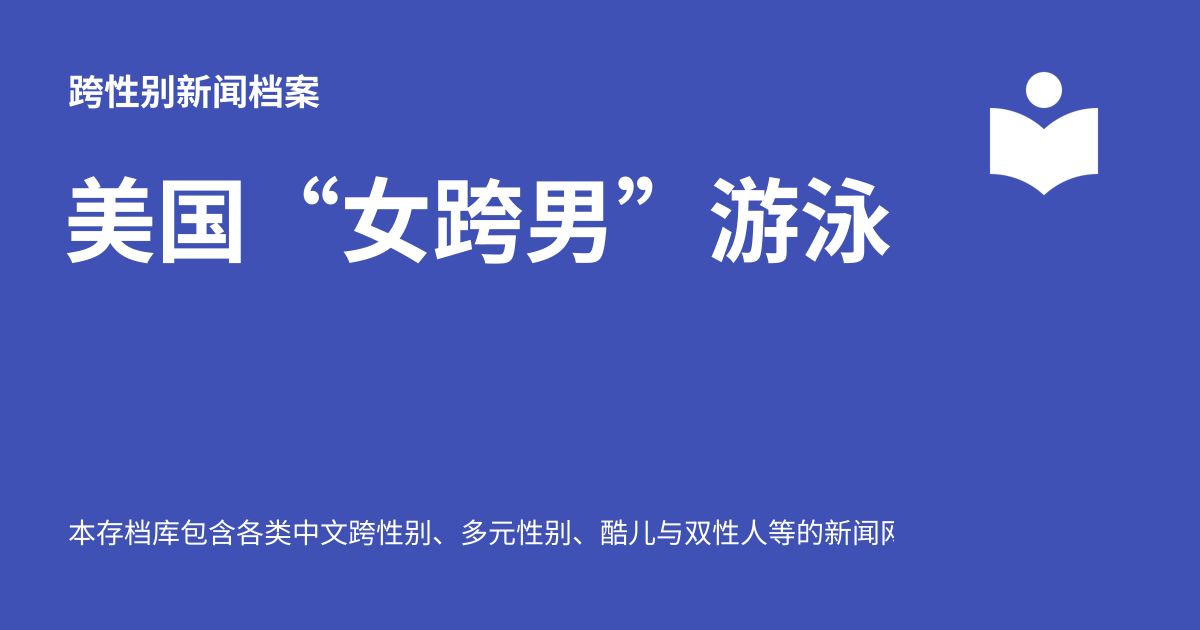 跨性别新闻档案
美国“女跨男”游泳
本存档库包含各类中文跨性别、多元性别、酷儿与双性人等的新闻